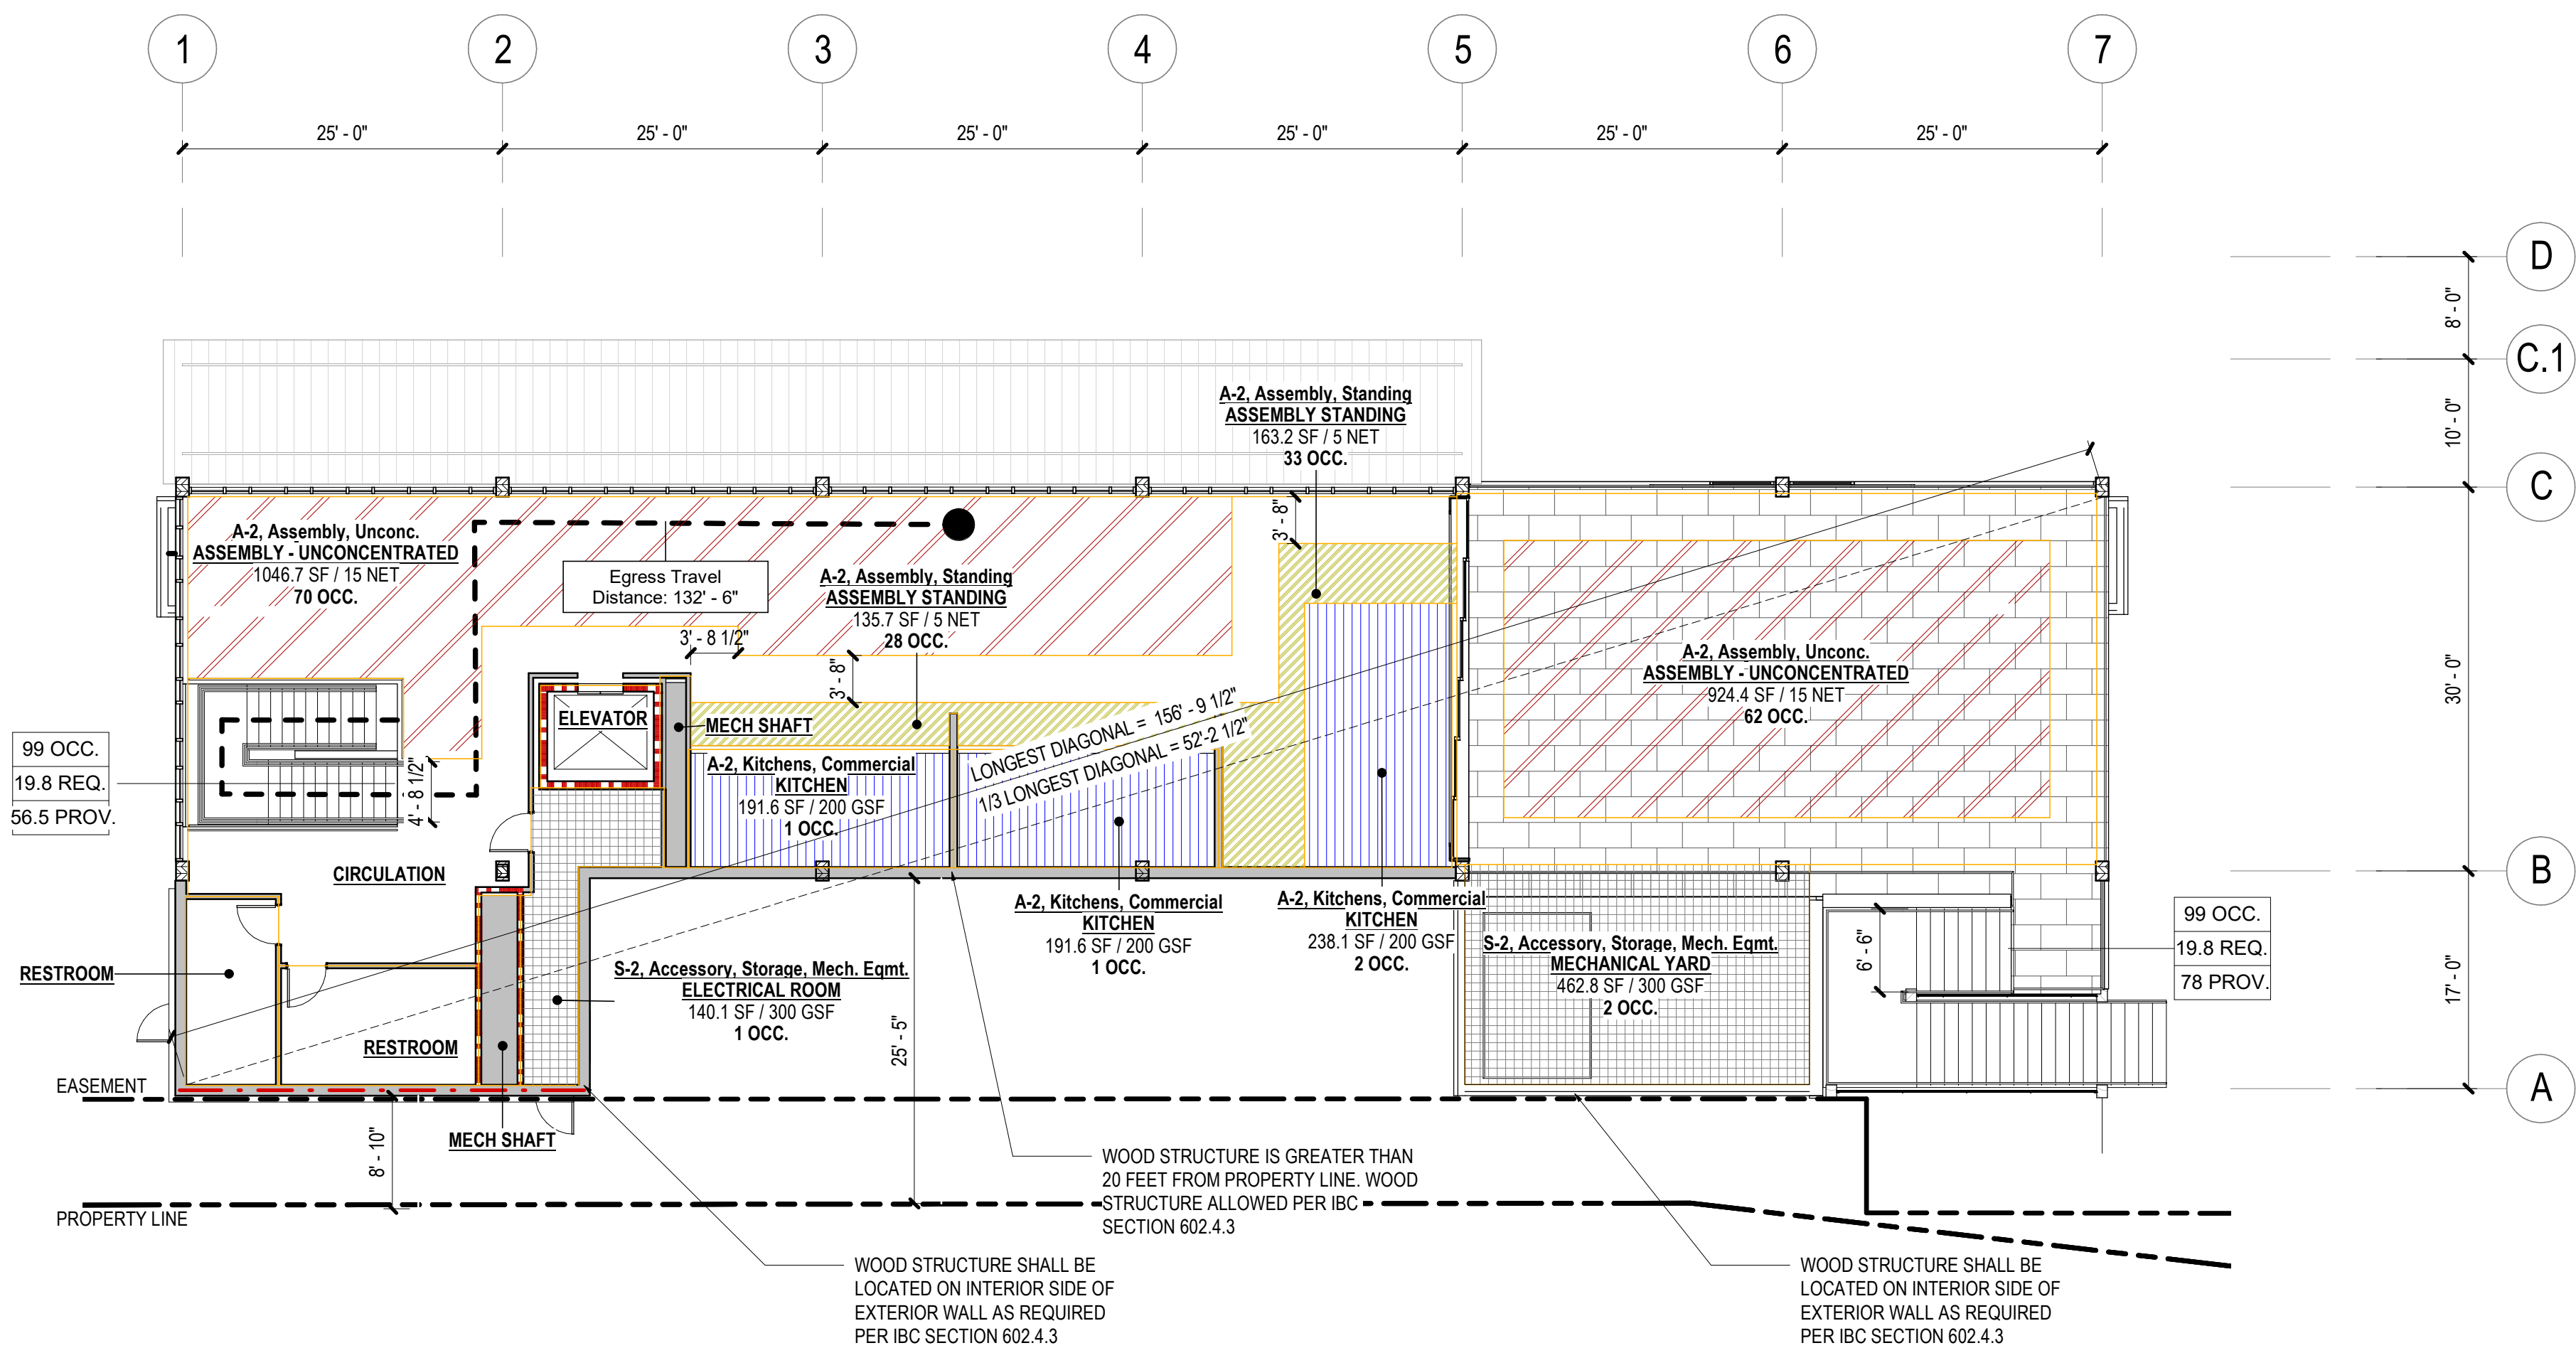 1
2
3
4
5
6
7
25' - 0"
25' - 0"
25' - 0"
25' - 0"
25' - 0"
25' - 0"
D
8' - 0"
C.1
10' - 0"
C
30' - 0"
B
17' - 0"
A
A-2, Assembly, Standing
ASSEMBLY STANDING
163.2 SF / 5 NET
33 OCC.
3' - 8"
A-2, Assembly, Unconc.
ASSEMBLY - UNCONCENTRATED
1046.7 SF / 15 NET
70 OCC.
Egress Travel
Distance: 132' - 6"
A-2, Assembly, Standing
ASSEMBLY STANDING
135.7 SF / 5 NET
28 OCC.
3' - 8 1/2"
3' - 8"
A-2, Assembly, Unconc.
ASSEMBLY - UNCONCENTRATED
924.4 SF / 15 NET
62 OCC.
ELEVATOR
MECH SHAFT
LONGEST DIAGONAL = 156' - 9 1/2"
1/3 LONGEST DIAGONAL = 52'-2 1/2"
99 OCC.
19.8 REQ.
56.5 PROV.
4' - 8 1/2"
A-2, Kitchens, Commercial
KITCHEN
191.6 SF / 200 GSF
1 OCC.
CIRCULATION
A-2, Kitchens, Commercial
KITCHEN
191.6 SF / 200 GSF
1 OCC.
A-2, Kitchens, Commercial
KITCHEN
238.1 SF / 200 GSF
2 OCC.
S-2, Accessory, Storage, Mech. Eqmt.
MECHANICAL YARD
462.8 SF / 300 GSF
2 OCC.
6' - 6"
99 OCC.
19.8 REQ.
78 PROV.
RESTROOM
S-2, Accessory, Storage, Mech. Eqmt.
ELECTRICAL ROOM
140.1 SF / 300 GSF
1 OCC.
RESTROOM
25' - 5"
EASEMENT
MECH SHAFT
8' - 10"
PROPERTY LINE
WOOD STRUCTURE IS GREATER THAN
20 FEET FROM PROPERTY LINE. WOOD
STRUCTURE ALLOWED PER IBC
SECTION 602.4.3
WOOD STRUCTURE SHALL BE
LOCATED ON INTERIOR SIDE OF
EXTERIOR WALL AS REQUIRED
PER IBC SECTION 602.4.3
WOOD STRUCTURE SHALL BE
LOCATED ON INTERIOR SIDE OF
EXTERIOR WALL AS REQUIRED
PER IBC SECTION 602.4.3